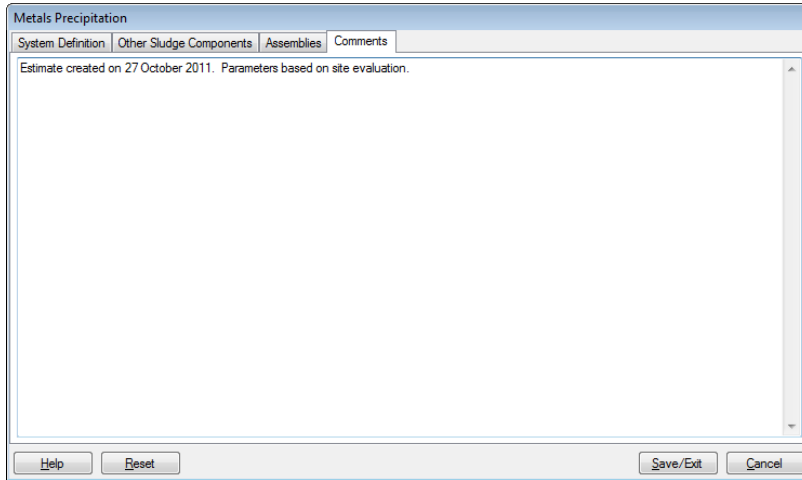 Metals Precipitation
System Definition Other Sludge Components Assemblies Comments
Estimate created on 27 October 2011. Parameters based on site evaluation.
Help Reset Save/Exit Cancel